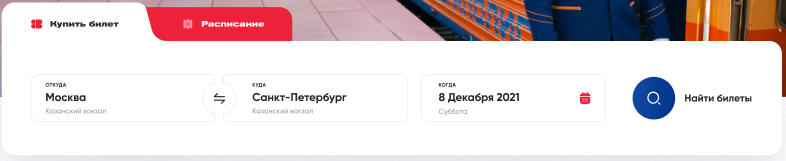 Купить билет
Расписание
ОТКУДА
Москва
Казанский вокзал
КУДА
Санкт-Петербург
Казанский вокзал
КОГДА
8 Декабря 2021
Суббота
Найти билеты